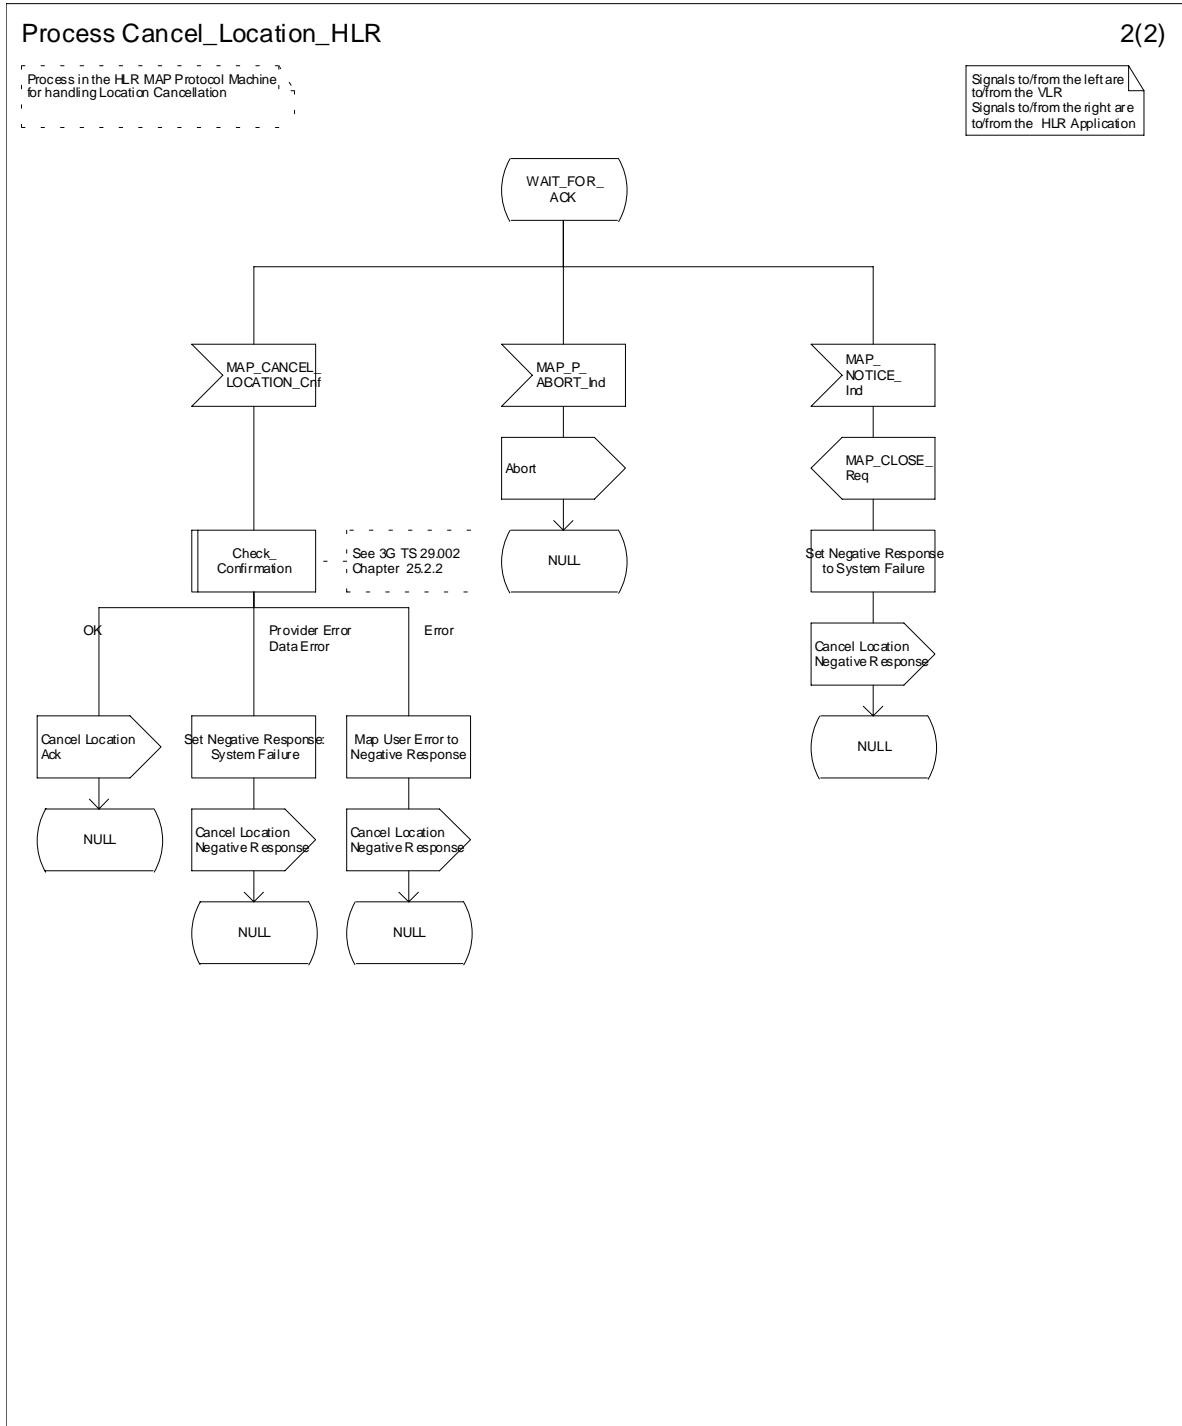 Process Cancel_Location_HLR
2(2)
Process in the HLR MAP Protocol Machine
for handling Location Cancellation
Signals to/from the left are
to/from the VLR
Signals to/from the right are
to/from the HLR Application
WAIT_FOR_
ACK
MAP_CANCEL_
LOCATION_Cnf
MAP_P_
ABORT_Ind
MAP_
NOTICE_
Ind
Abort
MAP_CLOSE_
Req
Check_
Confirmation
See 3G TS 29.002
Chapter 25.2.2
NULL
Set Negative Response
to System Failure
OK
Provider Error
Data Error
Error
Cancel Location
Negative Response
Cancel Location
Ack
Set Negative Response:
System Failure
Map User Error to
Negative Response
NULL
NULL
Cancel Location
Negative Response
Cancel Location
Negative Response
NULL
NULL